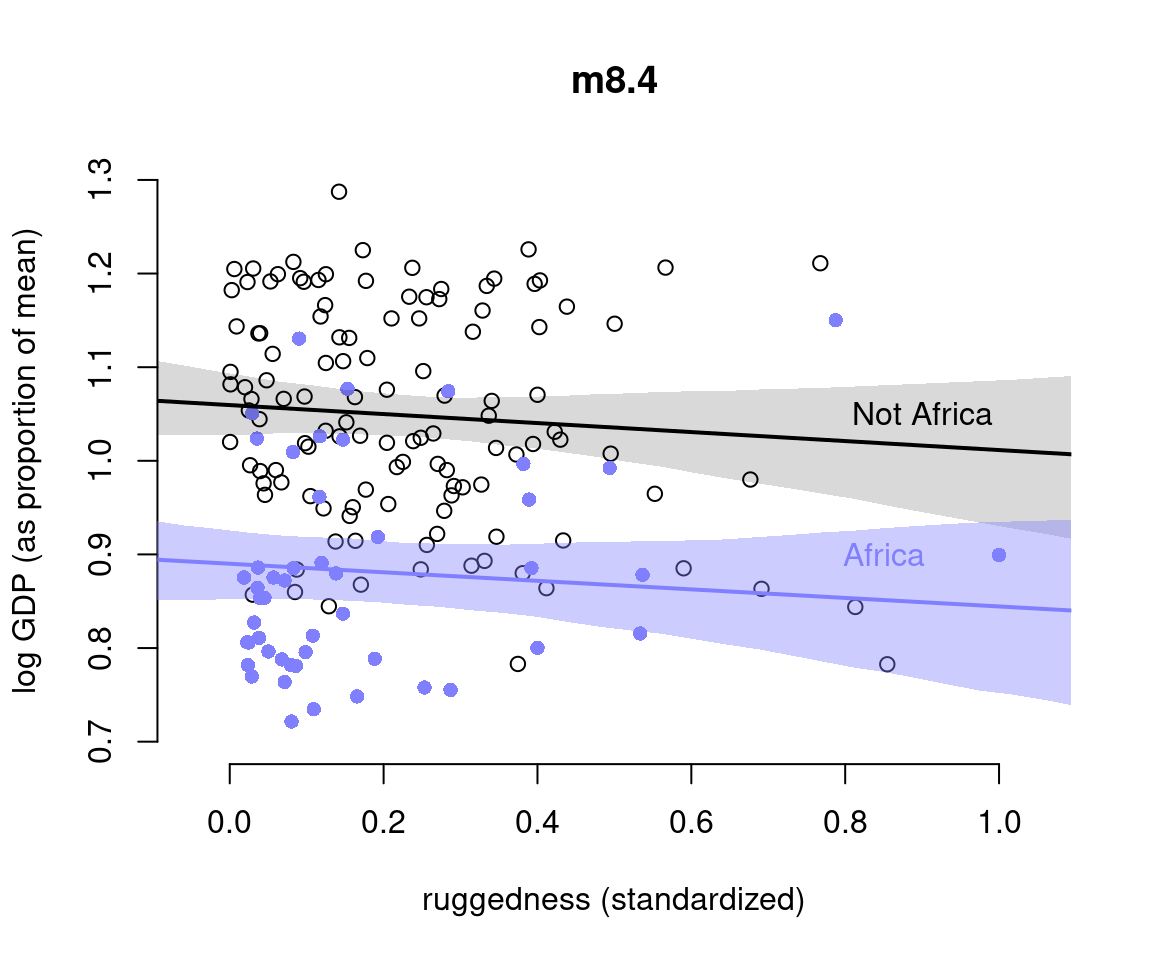 m8.4
log GDP (as proportion of mean)
1.3
1.2
1.1
1.0
0.9
0.8
0.7
Not Africa
Africa
0.0 0.2 0.4 0.6 0.8 1.0
ruggedness (standardized)